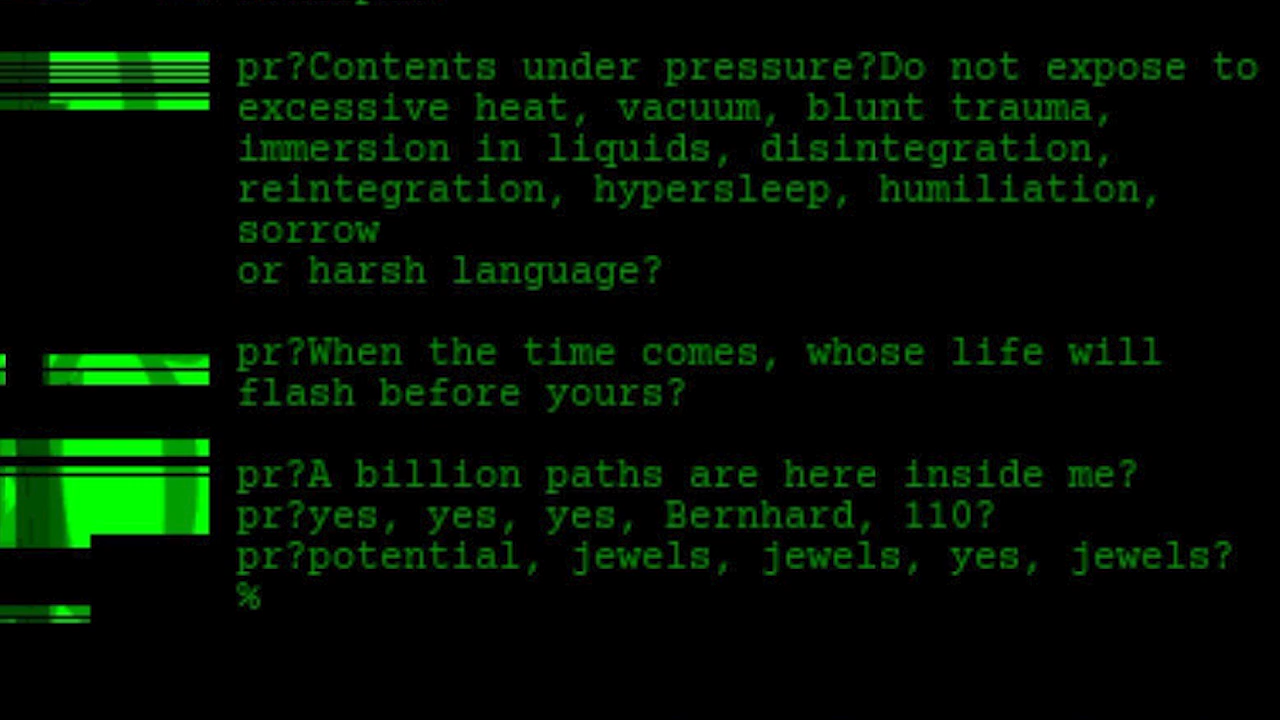 pr?Contents under pressure?Do not expose to
excessive heat, vacuum, blunt trauma,
immersion in liquids, disintegration,
reintegration, hypersleep, humiliation,
sorrow
or harsh language?
pr?When the time comes, whose life will
flash before yours?
pr?A billion paths are here inside me?
pr?yes, yes, yes, Bernhard, 110?
pr?potential, jewels, jewels, yes, jewels?
%